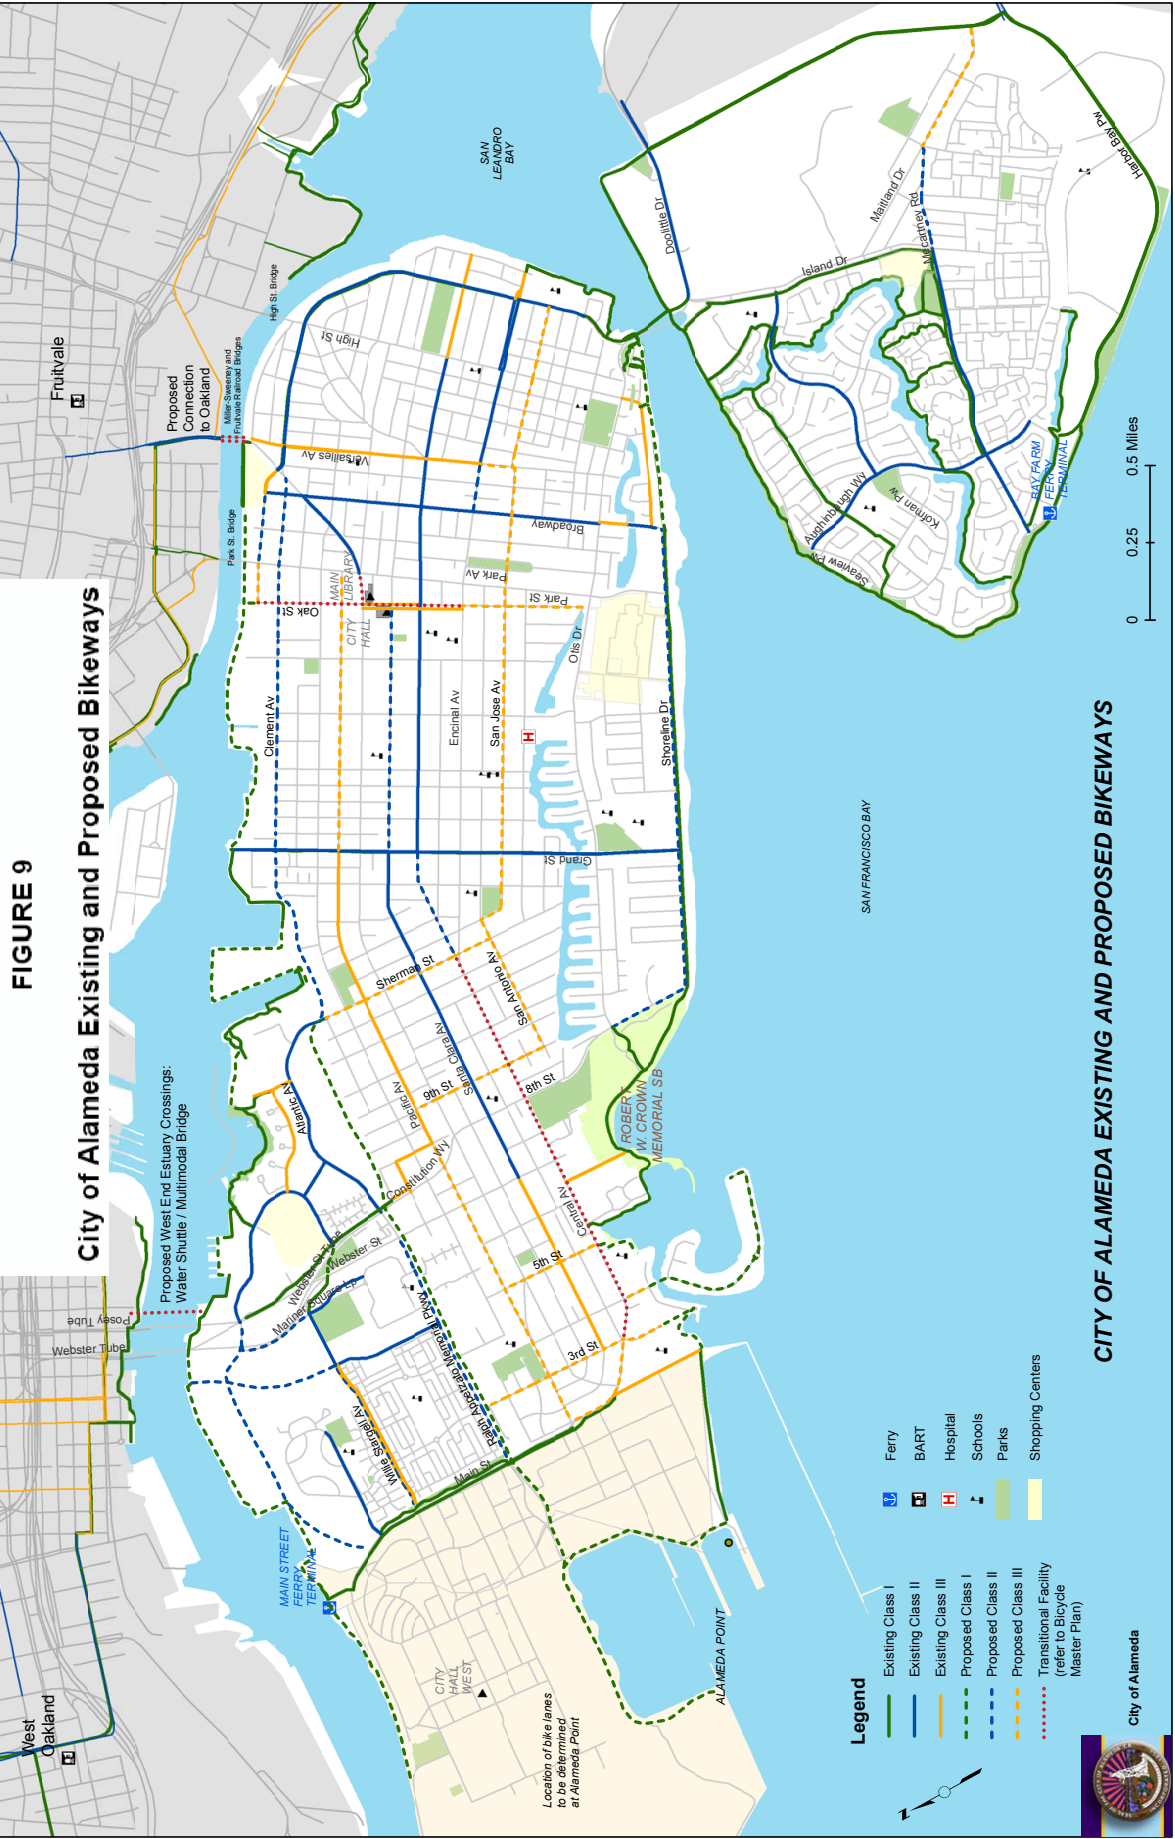 FIGURE 9
City of Alameda Existing and Proposed Bikeways
West
Oakland
Fruitvale
Proposed
Connection
to Oakland
Miller-Sweeney and
Fruitvale Railroad Bridges
High St. Bridge
Park St. Bridge
Proposed West End Estuary Crossings:
Water Shuttle / Multimodal Bridge
Posey Tube
Webster Tube
SAN
LEANDRO
BAY
MAIN STREET
FERRY
TERMINAL
CITY
HALL
WEST
Location of bike lanes
to be determined
at Alameda Point
ALAMEDA POINT
Main St
Willie Stargell Av
Ralph Appezzato Memorial Pkwy
Mariner Square Lp
Webster St Tube
Webster St
Constitution Wy
Atlantic Av
Pacific Av
Santa Clara Av
Central Av
3rd St
5th St
8th St
9th St
Sherman St
San Antonio Av
ROBERT
W. CROWN
MEMORIAL SB
Grand St
Clement Av
Encinal Av
San Jose Av
Shoreline Dr
Otis Dr
Oak St
CITY
HALL
MAIN
LIBRARY
Park St
Park Av
Broadway
Versailles Av
High St
Doolittle Dr
Island Dr
Maitland Dr
Mecartney Rd
Harbor Bay Pw
Aughinbaugh Wy
Kofman Pw
Seaview Pw
BAY FARM
FERRY
TERMINAL
SAN FRANCISCO BAY
0 0.25 0.5 Miles
CITY OF ALAMEDA EXISTING AND PROPOSED BIKEWAYS
Legend
Existing Class I
Existing Class II
Existing Class III
Proposed Class I
Proposed Class II
Proposed Class III
Transitional Facility
(refer to Bicycle
Master Plan)
Ferry
BART
H Hospital
Schools
Parks
Shopping Centers
H
N
City of Alameda